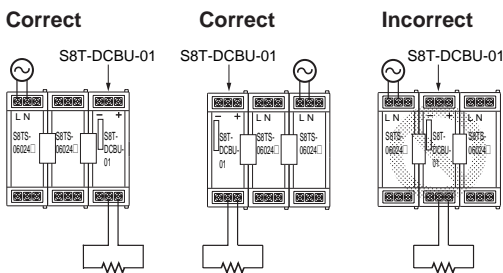 Correct
Correct
Incorrect
S8T-DCBU-01
S8T-DCBU-01
S8T-DCBU-01
L N
− +
S8TS-
06024□
S8TS-
06024□
S8T-
DCBU-
01
− +
L N
L N
S8T-
DCBU-
01
S8TS-
06024□
S8TS-
06024□
L N
− +
L N
S8TS-
06024□
S8T-
DCBU-
01
S8TS-
06024□